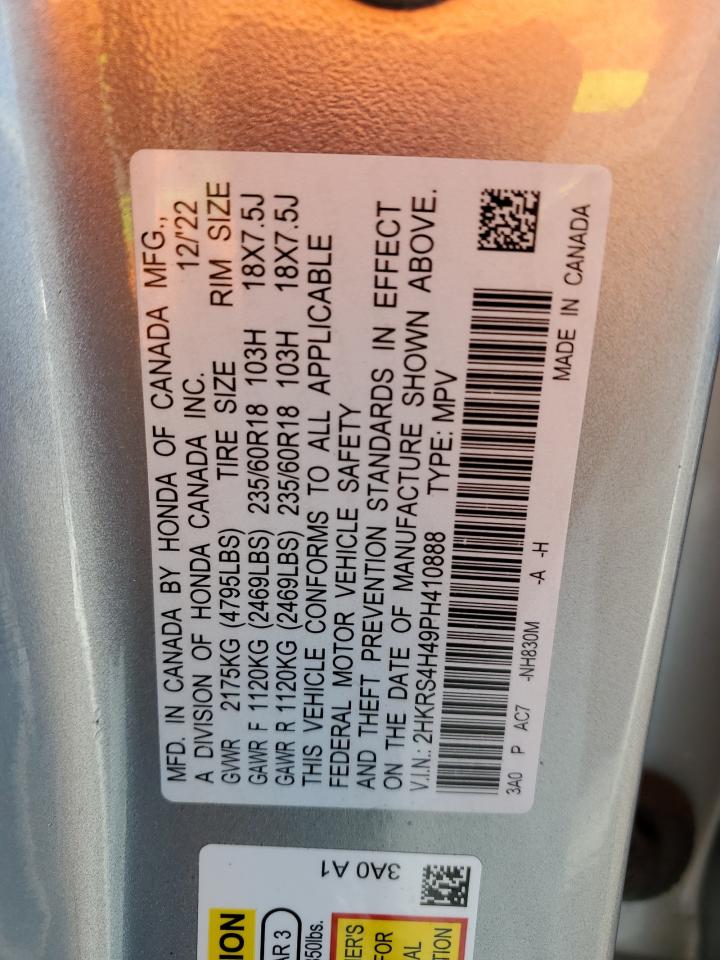 MFD. IN CANADA BY HONDA OF CANADA MFG.,
A DIVISION OF HONDA CANADA INC. 12/'22
GVWR 2175KG (4795LBS) TIRE SIZE RIM SIZE
GAWR F 1120KG (2469LBS) 235/60R18 103H 18X7.5J
GAWR R 1120KG (2469LBS) 235/60R18 103H 18X7.5J
THIS VEHICLE CONFORMS TO ALL APPLICABLE
FEDERAL MOTOR VEHICLE SAFETY
AND THEFT PREVENTION STANDARDS IN EFFECT
ON THE DATE OF MANUFACTURE SHOWN ABOVE.
V.I.N.: 2HKRS4H49PH410888 TYPE: MPV
3A0 P AC7 -NH830M -A -H
MADE IN CANADA
3A0 A1